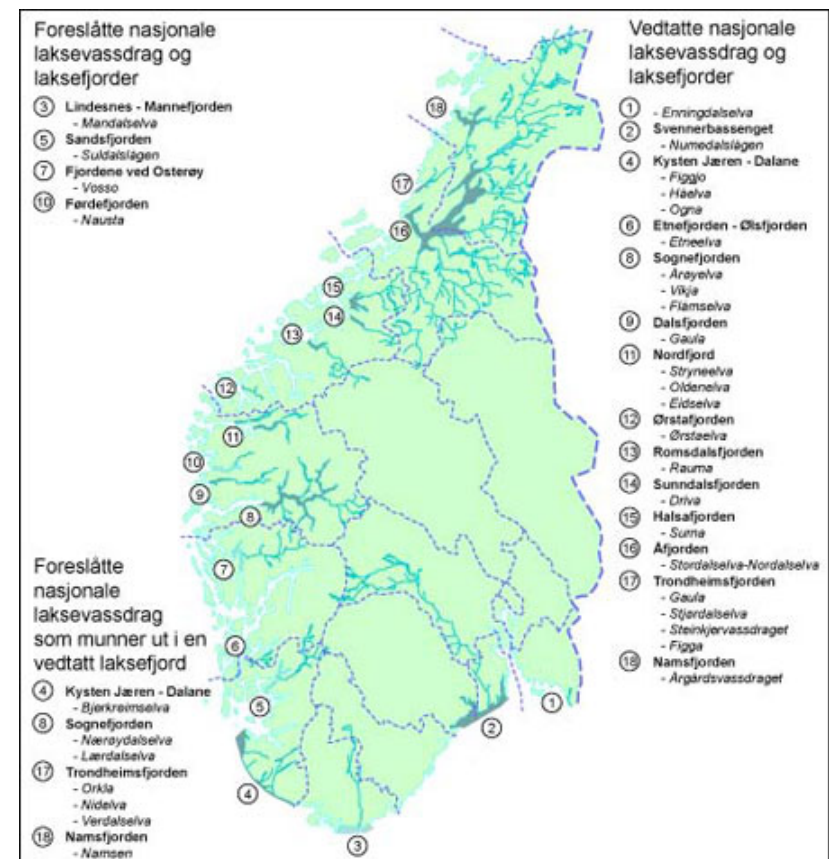 Foreslåtte nasjonale
laksevassdrag og
laksefjorder
3 Lindesnes - Mannefjorden
- Mandalselva
5 Sandsfjorden
- Suldalslågen
7 Fjordene ved Osterøy
- Vosso
10 Førdefjorden
- Nausta
Foreslåtte
nasjonale
laksevassdrag
som munner ut i en
vedtatt laksefjord
4 Kysten Jæren - Dalane
- Bjerkreimselva
8 Sognefjorden
- Nærøydalselva
- Lærdalselva
17 Trondheimsfjorden
- Orkla
- Nidelva
- Verdalselva
18 Namsfjorden
- Namsen
18
17
16
15
14
13
12
11
10
9
8
7
6
5
4
3
2
1
Vedtatte nasjonale
laksevassdrag og
laksefjorder
1 - Enningdalselva
2 Svennerbassenget
- Numedalslågen
4 Kysten Jæren - Dalane
- Figgjo
- Håelva
- Ogna
6 Etnefjorden - Ølsfjorden
- Etneelva
8 Sognefjorden
- Årøyelva
- Vikja
- Flåmselva
9 Dalsfjorden
- Gaula
11 Nordfjord
- Stryneelva
- Oldenelva
- Eidselva
12 Ørstafjorden
- Ørstaelva
13 Romsdalsfjorden
- Rauma
14 Sunndalsfjorden
- Driva
15 Halsafjorden
- Surna
16 Åfjorden
- Stordalselva-Nordalselva
17 Trondheimsfjorden
- Gaula
- Stjørdalselva
- Steinkjervassdraget
- Figga
18 Namsfjorden
- Årgårdsvassdraget